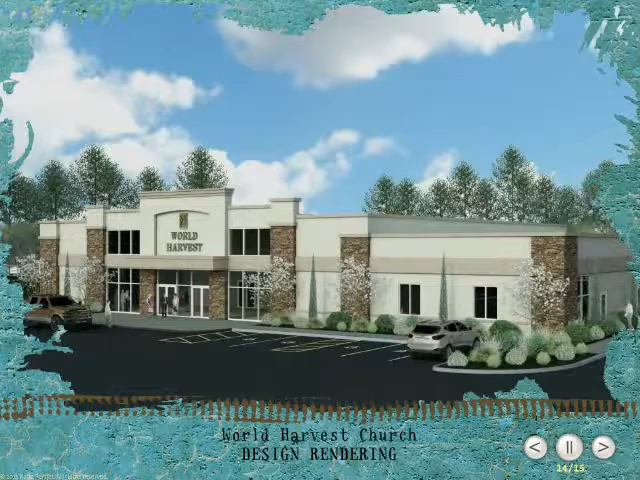 WORLD
HARVEST
World Harvest Church
DESIGN RENDERING
14/15